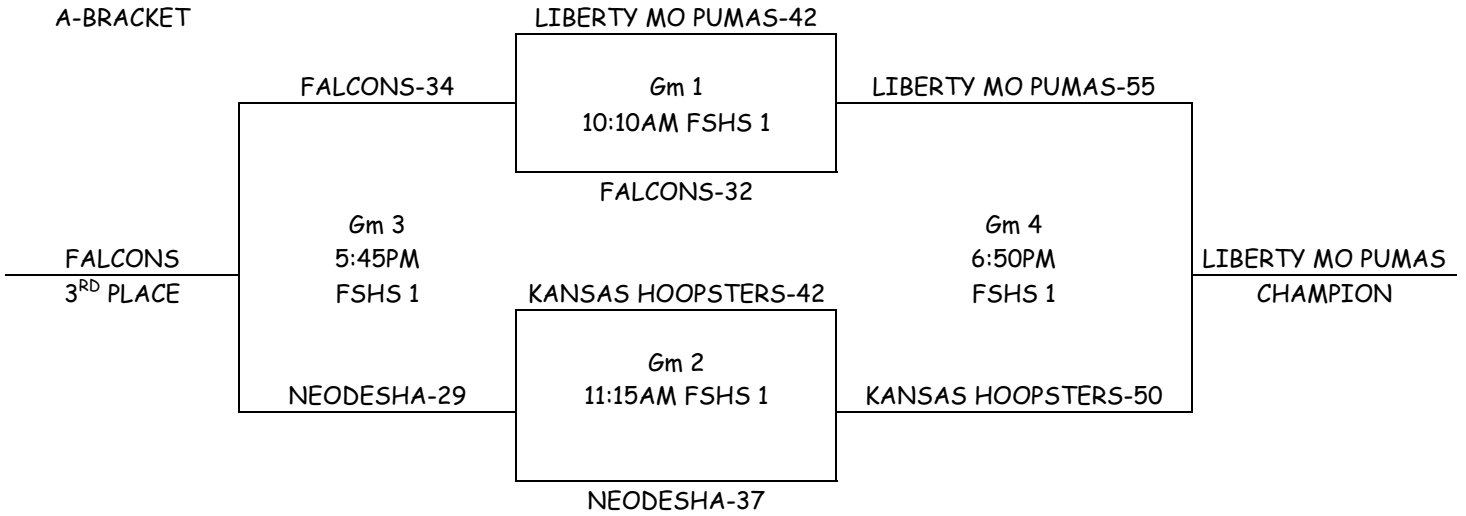 A-BRACKET
LIBERTY MO PUMAS-42
FALCONS-34
Gm 1
10:10AM FSHS 1
LIBERTY MO PUMAS-55
FALCONS-32
Gm 3
5:45PM
FSHS 1
Gm 4
6:50PM
FSHS 1
FALCONS
3RD PLACE
LIBERTY MO PUMAS
CHAMPION
KANSAS HOOPSTERS-42
Gm 2
11:15AM FSHS 1
NEODESHA-29
KANSAS HOOPSTERS-50
NEODESHA-37